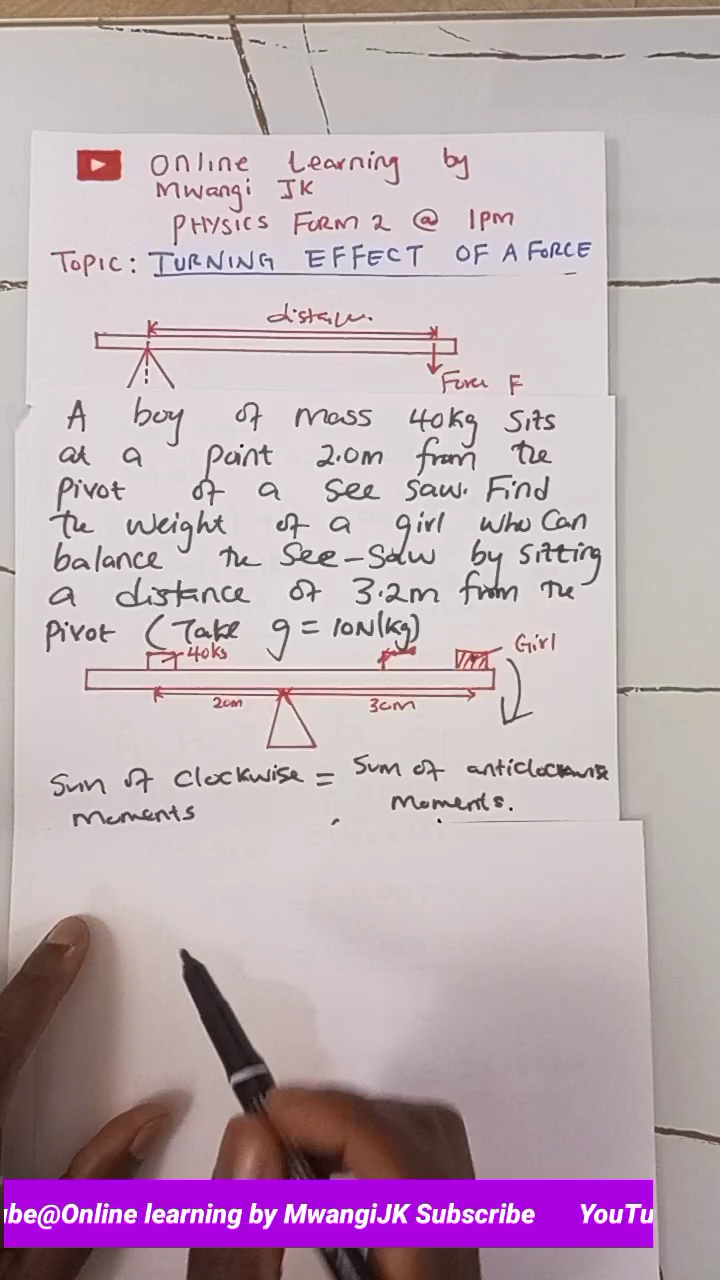 Online Learning by
Mwangi JK
PHYSICS FORM 2 @ 1pm
TOPIC: TURNING EFFECT OF A FORCE
Force F
A boy of mass 40kg sits
at a point 2.0m from the
pivot of a see saw. Find
the weight of a girl who can
balance the see-saw by sitting
a distance of 3.2m from the
pivot (Take g = 10N/kg)
40kg
Girl
2cm
3cm
Sum of clockwise = Sum of anticlockwise
moments moments.
ube@Online learning by MwangiJK Subscribe YouTu